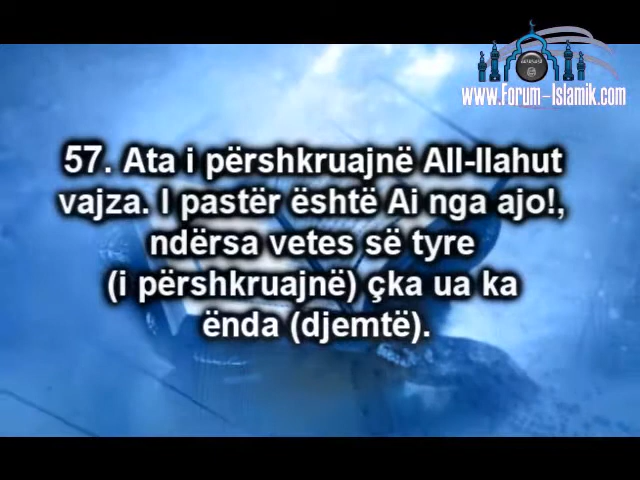 www.Forum-Islamik.com
57. Ata i përshkruajnë All-llahut
vajza. I pastër është Ai nga ajo!,
ndërsa vetes së tyre
(i përshkruajnë) çka ua ka
ënda (djemtë).